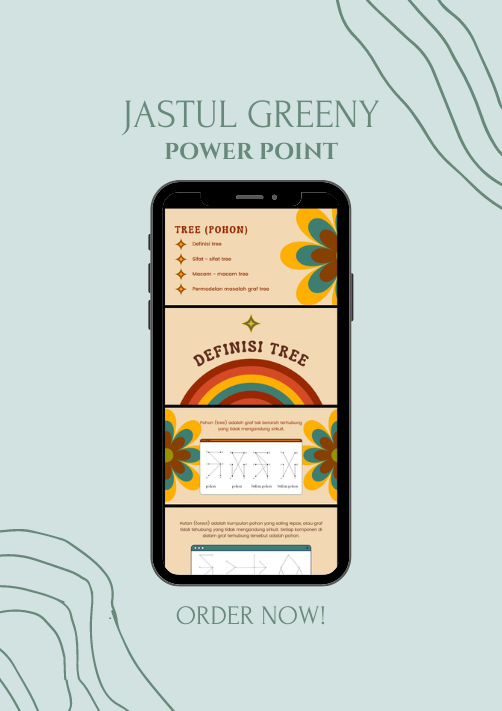 JASTUL GREENY
POWER POINT
TREE (POHON)
Definisi tree
Sifat - sifat tree
Macam - macam tree
Permodelan masalah graf tree
DEFINISI TREE
Pohon (tree) adalah graf tak berarah terhubung
yang tidak mengandung sirkuit.
pohon pohon bukan pohon bukan pohon
Hutan (forest) adalah kumpulan pohon yang saling lepas, atau graf
tidak terhubung yang tidak mengandung sirkuit. Setiap komponen di
dalam graf terhubung tersebut adalah pohon.
ORDER NOW!